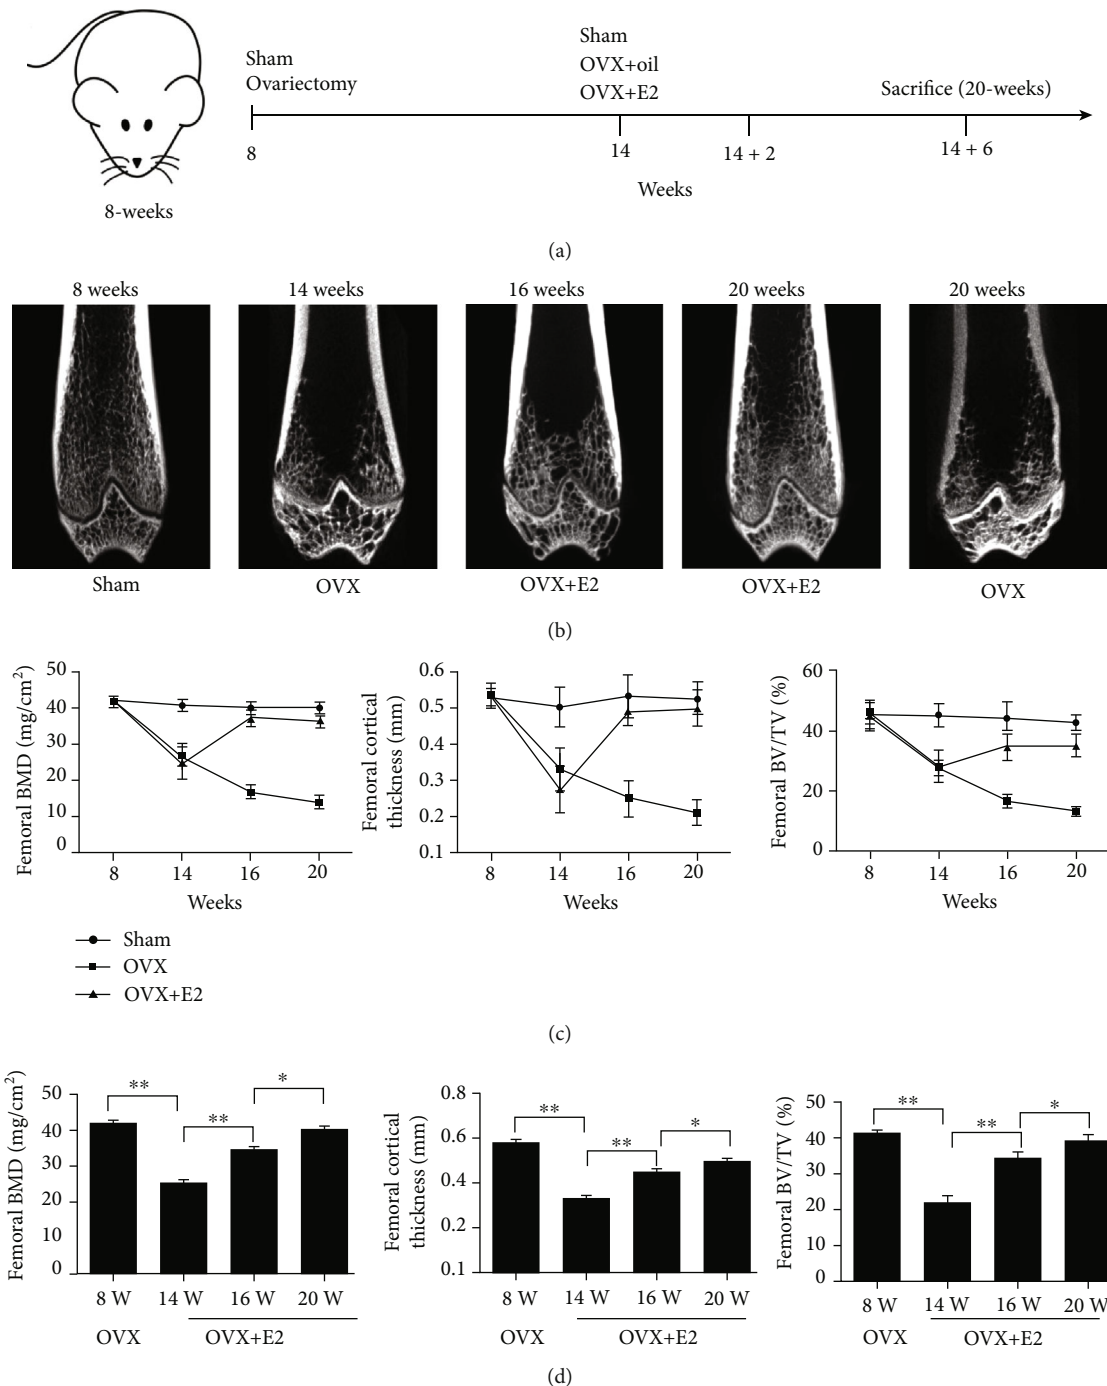 Sham
Ovariectomy
Sham
OVX+oil
OVX+E2
Sacrifice (20-weeks)
8
14
14 + 2
14 + 6
Weeks
8-weeks
(a)
8 weeks
14 weeks
16 weeks
20 weeks
20 weeks
Sham
OVX
OVX+E2
OVX+E2
OVX
(b)
Femoral BMD (mg/cm²)
50
40
30
20
10
0
8
14
16
20
Weeks
Femoral cortical
thickness (mm)
0.6
0.5
0.4
0.3
0.2
0.1
8
14
16
20
Weeks
Femoral BV/TV (%)
60
40
20
0
8
14
16
20
Weeks
Sham
OVX
OVX+E2
(c)
Femoral BMD (mg/cm²)
50
40
30
20
10
0
**
**
*
8 W
14 W
16 W
20 W
OVX
OVX+E2
Femoral cortical
thickness (mm)
0.8
0.6
0.4
0.2
0.1
**
**
*
8 W
14 W
16 W
20 W
OVX
OVX+E2
Femoral BV/TV (%)
50
40
30
20
10
0
**
**
*
8 W
14 W
16 W
20 W
OVX
OVX+E2
(d)